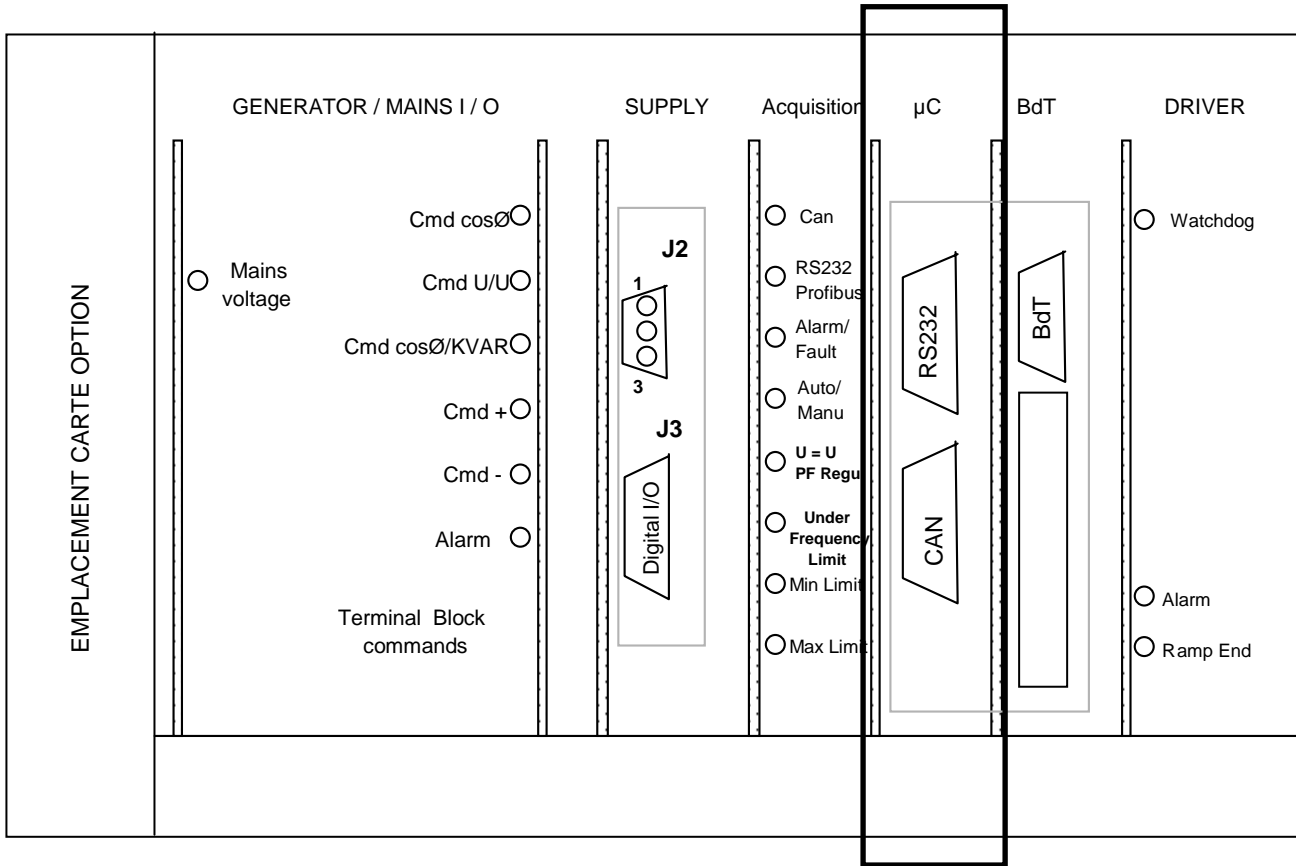 EMPLACEMENT CARTE OPTION
GENERATOR / MAINS I / O
Mains
voltage
Cmd cosØ
Cmd U/U
Cmd cosØ/KVAR
Cmd +
Cmd -
Alarm
Terminal Block
commands
SUPPLY
J2
1
3
J3
Digital I/O
Acquisition
Can
RS232
Profibus
Alarm/
Fault
Auto/
Manu
U = U
PF Regu
Under
Frequency
Limit
Min Limit
Max Limit
µC
RS232
CAN
BdT
BdT
DRIVER
Watchdog
Alarm
Ramp End